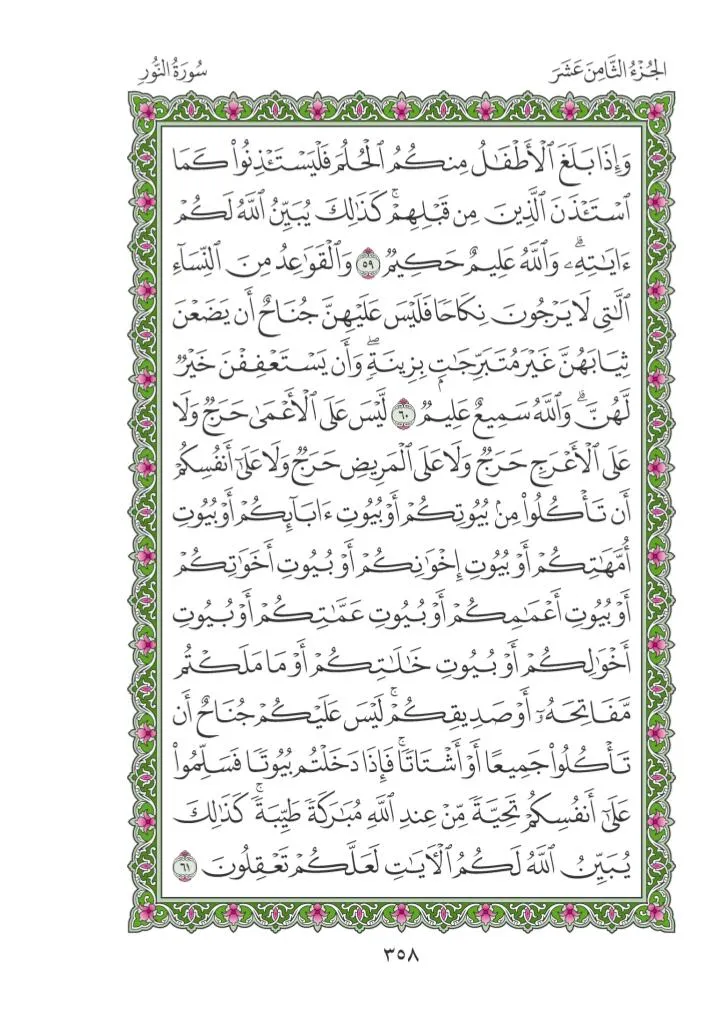 الجُزْءُ الثَّامِنَ عَشَرَ
سُورَةُ النُّورِ
وَإِذَا بَلَغَ ٱلۡأَطۡفَٰلُ مِنكُمُ ٱلۡحُلُمَ فَلۡيَسۡتَـٔۡذِنُواْ كَمَا
ٱسۡتَـٔۡذَنَ ٱلَّذِينَ مِن قَبۡلِهِمۡۚ كَذَٰلِكَ يُبَيِّنُ ٱللَّهُ لَكُمۡ
ءَايَٰتِهِۦۗ وَٱللَّهُ عَلِيمٌ حَكِيمٞ ٥٩ وَٱلۡقَوَٰعِدُ مِنَ ٱلنِّسَآءِ
ٱلَّٰتِي لَا يَرۡجُونَ نِكَاحٗا فَلَيۡسَ عَلَيۡهِنَّ جُنَاحٌ أَن يَضَعۡنَ
ثِيَابَهُنَّ غَيۡرَ مُتَبَرِّجَٰتِۭ بِزِينَةٖۖ وَأَن يَسۡتَعۡفِفۡنَ خَيۡرٞ
لَّهُنَّۗ وَٱللَّهُ سَمِيعٌ عَلِيمٞ ٦٠ لَّيۡسَ عَلَى ٱلۡأَعۡمَىٰ حَرَجٞ وَلَا
عَلَى ٱلۡأَعۡرَجِ حَرَجٞ وَلَا عَلَى ٱلۡمَرِيضِ حَرَجٞ وَلَا عَلَىٰٓ أَنفُسِكُمۡ
أَن تَأۡكُلُواْ مِنۢ بُيُوتِكُمۡ أَوۡ بُيُوتِ ءَابَآئِكُمۡ أَوۡ بُيُوتِ
أُمَّهَٰتِكُمۡ أَوۡ بُيُوتِ إِخۡوَٰنِكُمۡ أَوۡ بُيُوتِ أَخَوَٰتِكُمۡ
أَوۡ بُيُوتِ أَعۡمَٰمِكُمۡ أَوۡ بُيُوتِ عَمَّٰتِكُمۡ أَوۡ بُيُوتِ
أَخۡوَٰلِكُمۡ أَوۡ بُيُوتِ خَٰلَٰتِكُمۡ أَوۡ مَا مَلَكۡتُم
مَّفَاتِحَهُۥٓ أَوۡ صَدِيقِكُمۡۚ لَيۡسَ عَلَيۡكُمۡ جُنَاحٌ أَن
تَأۡكُلُواْ جَمِيعًا أَوۡ أَشۡتَاتٗاۚ فَإِذَا دَخَلۡتُم بُيُوتٗا فَسَلِّمُواْ
عَلَىٰٓ أَنفُسِكُمۡ تَحِيَّةٗ مِّنۡ عِندِ ٱللَّهِ مُبَٰرَكَةٗ طَيِّبَةٗۚ كَذَٰلِكَ
يُبَيِّنُ ٱللَّهُ لَكُمُ ٱلۡأٓيَٰتِ لَعَلَّكُمۡ تَعۡقِلُونَ ٦١
٣٥٨